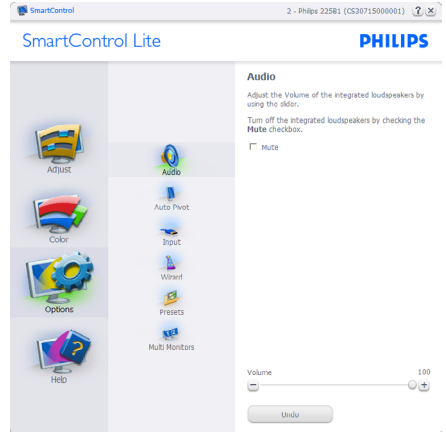 SmartControl
2 - Philips 225B1 (CS3071S000001)
SmartControl Lite
PHILIPS
Adjust
Color
Options
Help
Audio
Auto Pivot
Input
Wizard
Presets
Multi Monitors
Audio
Adjust the Volume of the integrated loudspeakers by
using the slider.
Turn off the integrated loudspeakers by checking the
Mute checkbox.
Mute
Volume 100
Undo